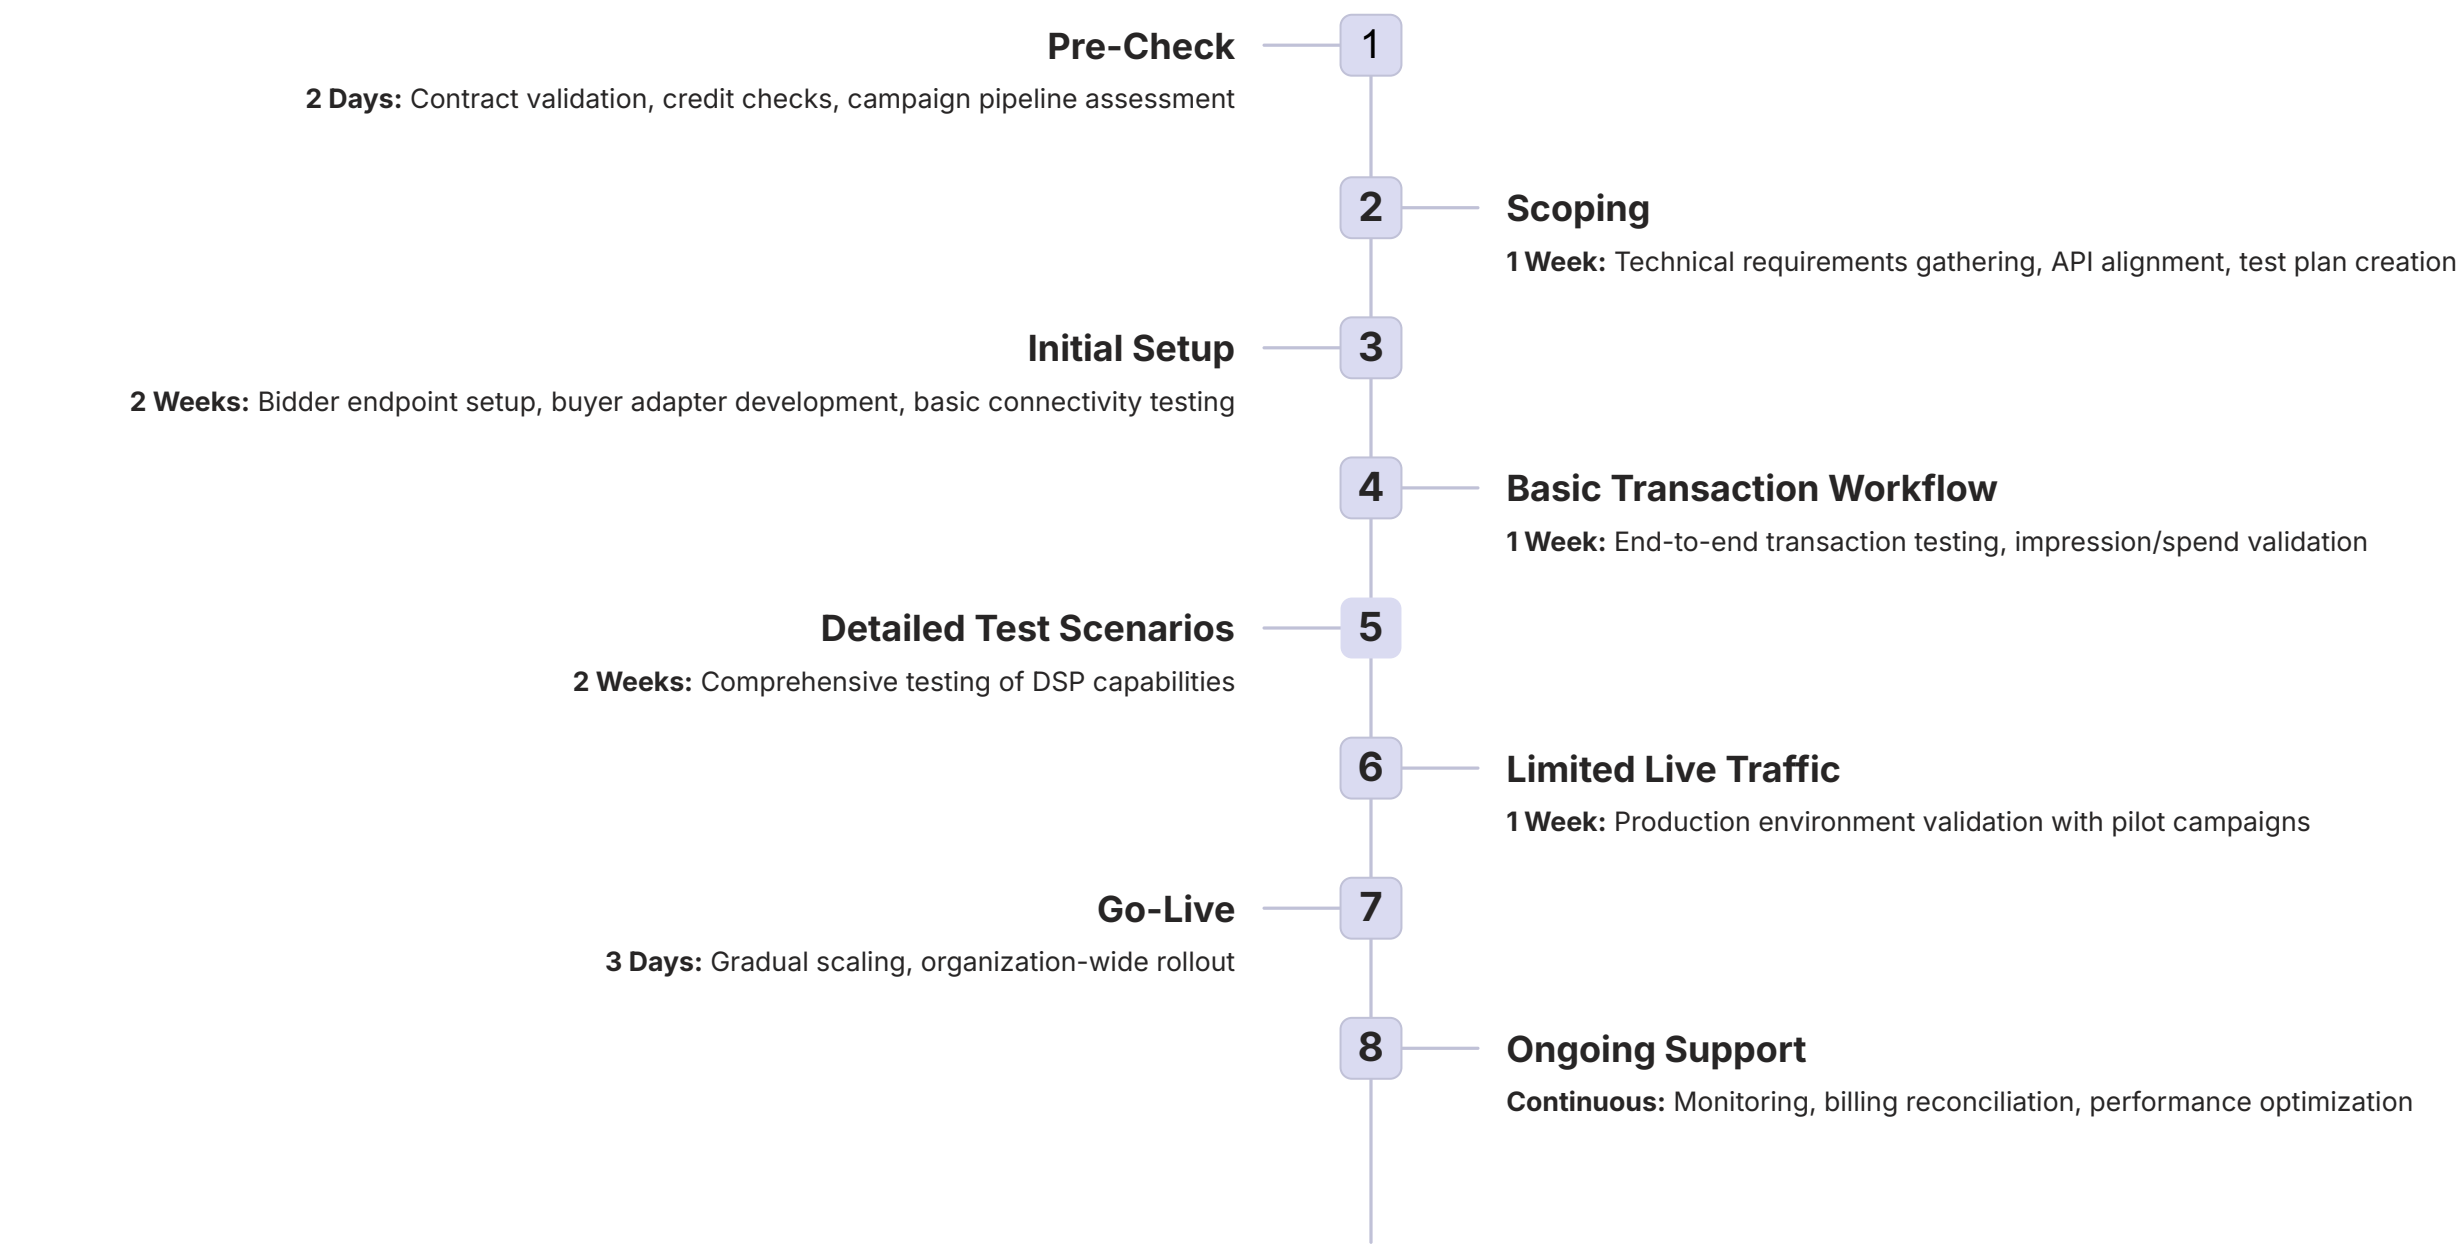 1
Pre-Check
2 Days: Contract validation, credit checks, campaign pipeline assessment
2
Scoping
1 Week: Technical requirements gathering, API alignment, test plan creation
3
Initial Setup
2 Weeks: Bidder endpoint setup, buyer adapter development, basic connectivity testing
4
Basic Transaction Workflow
1 Week: End-to-end transaction testing, impression/spend validation
5
Detailed Test Scenarios
2 Weeks: Comprehensive testing of DSP capabilities
6
Limited Live Traffic
1 Week: Production environment validation with pilot campaigns
7
Go-Live
3 Days: Gradual scaling, organization-wide rollout
8
Ongoing Support
Continuous: Monitoring, billing reconciliation, performance optimization